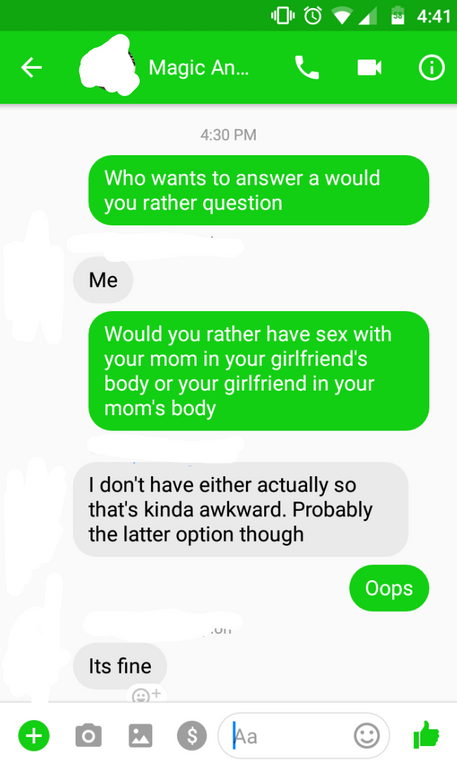 58 4:41
Magic An...
4:30 PM
Who wants to answer a would
you rather question
Me
Would you rather have sex with
your mom in your girlfriend's
body or your girlfriend in your
mom's body
I don't have either actually so
that's kinda awkward. Probably
the latter option though
Oops
Its fine
$ Aa